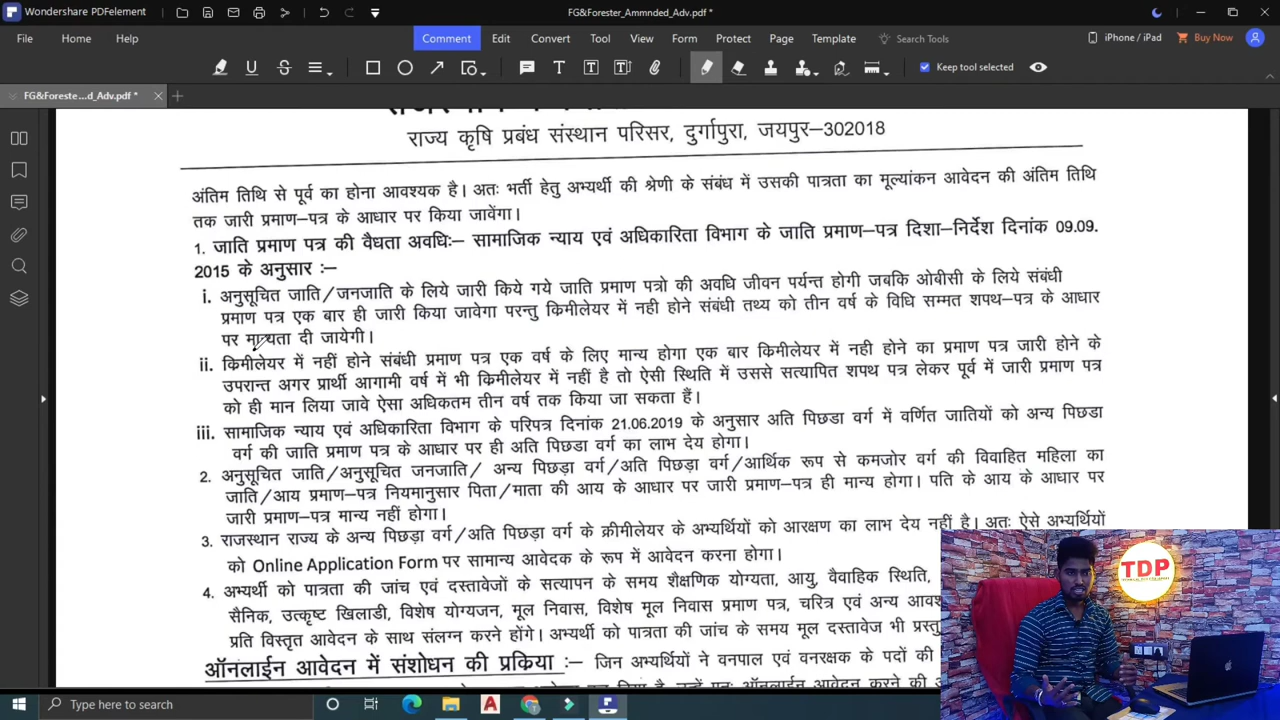 Wondershare PDFelement
FG&Forester_Ammnded_Adv.pdf *
File Home Help Comment Edit Convert Tool View Form Protect Page Template Search Tools iPhone / iPad Buy Now
Keep tool selected
FG&Foreste...d_Adv.pdf *
राज्य कृषि प्रबंध संस्थान परिसर, दुर्गापुरा, जयपुर–302018
अंतिम तिथि से पूर्व का होना आवश्यक है। अतः भर्ती हेतु अभ्यर्थी की श्रेणी के संबंध में उसकी पात्रता का मूल्यांकन आवेदन की अंतिम तिथि
तक जारी प्रमाण–पत्र के आधार पर किया जावेंगा।
1. जाति प्रमाण पत्र की वैधता अवधिः– सामाजिक न्याय एवं अधिकारिता विभाग के जाति प्रमाण–पत्र दिशा–निर्देश दिनांक 09.09.
2015 के अनुसार :–
i. अनुसूचित जाति/जनजाति के लिये जारी किये गये जाति प्रमाण पत्रो की अवधि जीवन पर्यन्त होगी जबकि ओबीसी के लिये संबंधी
प्रमाण पत्र एक बार ही जारी किया जावेगा परन्तु किमीलेयर में नही होने संबंधी तथ्य को तीन वर्ष के विधि सम्मत शपथ–पत्र के आधार
पर मान्यता दी जायेगी।
ii. किमीलेयर में नहीं होने संबंधी प्रमाण पत्र एक वर्ष के लिए मान्य होगा एक बार किमीलेयर में नही होने का प्रमाण पत्र जारी होने के
उपरान्त अगर प्रार्थी आगामी वर्ष में भी किमीलेयर में नहीं है तो ऐसी स्थिति में उससे सत्यापित शपथ पत्र लेकर पूर्व में जारी प्रमाण पत्र
को ही मान लिया जावे ऐसा अधिकतम तीन वर्ष तक किया जा सकता हैं।
iii. सामाजिक न्याय एवं अधिकारिता विभाग के परिपत्र दिनांक 21.06.2019 के अनुसार अति पिछडा वर्ग में वर्णित जातियों को अन्य पिछडा
वर्ग की जाति प्रमाण पत्र के आधार पर ही अति पिछडा वर्ग का लाभ देय होगा।
2. अनुसूचित जाति/अनुसूचित जनजाति/ अन्य पिछड़ा वर्ग/अति पिछड़ा वर्ग/आर्थिक रूप से कमजोर वर्ग की विवाहित महिला का
जाति/आय प्रमाण–पत्र नियमानुसार पिता/माता की आय के आधार पर जारी प्रमाण–पत्र ही मान्य होगा। पति के आय के आधार पर
जारी प्रमाण–पत्र मान्य नहीं होगा।
3. राजस्थान राज्य के अन्य पिछड़ा वर्ग/अति पिछड़ा वर्ग के क्रीमीलेयर के अभ्यर्थियों को आरक्षण का लाभ देय नहीं है। अतः ऐसे अभ्यर्थियों
को Online Application Form पर सामान्य आवेदक के रूप में आवेदन करना होगा।
4. अभ्यर्थी को पात्रता की जांच एवं दस्तावेजों के सत्यापन के समय शैक्षणिक योग्यता, आयु, वैवाहिक स्थिति,
सैनिक, उत्कृष्ट खिलाडी, विशेष योग्यजन, मूल निवास, विशेष मूल निवास प्रमाण पत्र, चरित्र एवं अन्य
प्रति विस्तृत आवेदन के साथ संलग्न करने होंगे। अभ्यर्थी को पात्रता की जांच के समय मूल दस्तावेज भी
ऑनलाईन आवेदन में संशोधन की प्रकिया :– जिन अभ्यर्थियों ने वनपाल एवं वनरक्षक के पदों की
TDP
Type here to search